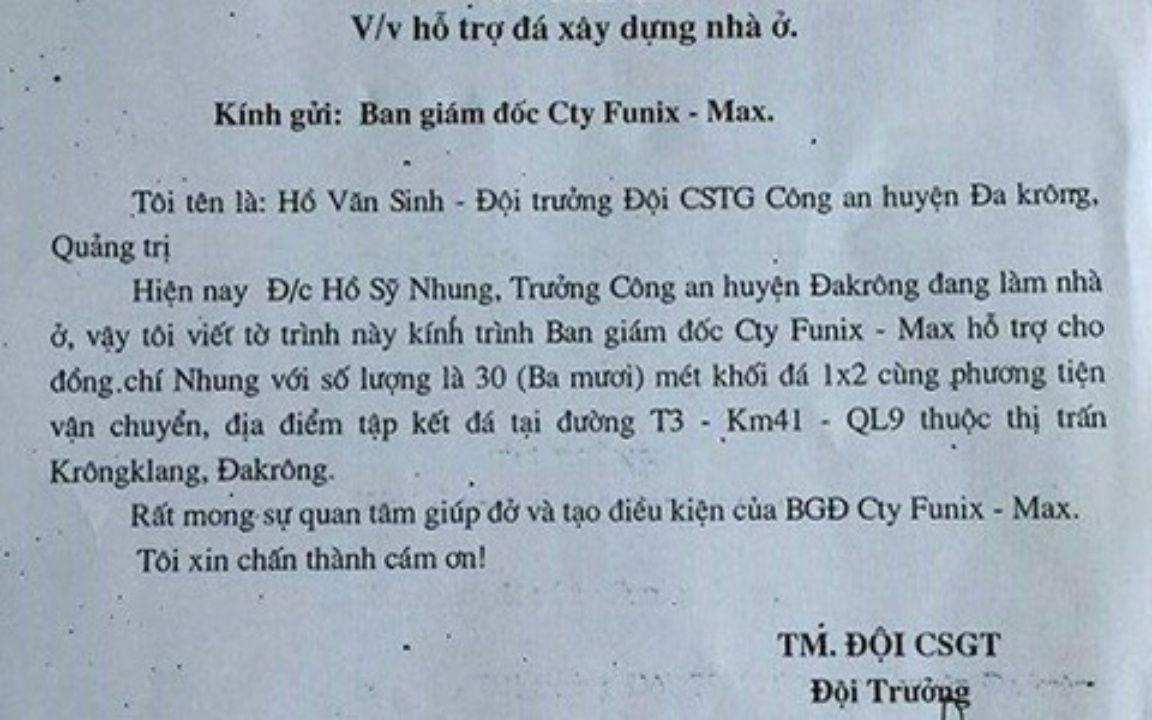 V/v hỗ trợ đá xây dựng nhà ở.
Kính gửi: Ban giám đốc Cty Funix - Max.
Tôi tên là: Hồ Văn Sinh - Đội trưởng Đội CSTG Công an huyện Đa krông,
Quảng trị
Hiện nay Đ/c Hồ Sỹ Nhung, Trưởng Công an huyện Đakrông đang làm nhà
ở, vậy tôi viết tờ trình này kính trình Ban giám đốc Cty Funix - Max hỗ trợ cho
đồng chí Nhung với số lượng là 30 (Ba mươi) mét khối đá 1x2 cùng phương tiện
vận chuyển, địa điểm tập kết đá tại đường T3 - Km41 - QL9 thuộc thị trấn
Krôngklang, Đakrông.
Rất mong sự quan tâm giúp đở và tạo điều kiện của BGĐ Cty Funix - Max.
Tôi xin chấn thành cám ơn!
TM. ĐỘI CSGT
Đội Trưởng